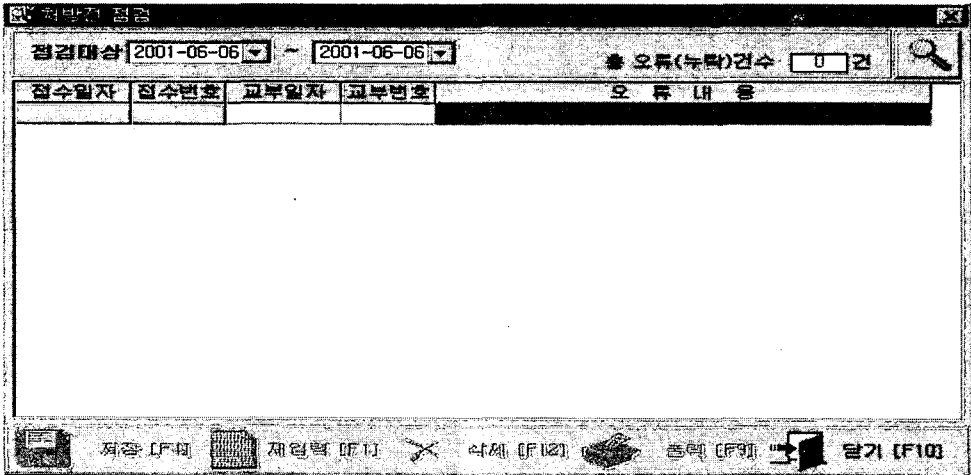 처방전 점검
점검대상 2001-06-06 ~ 2001-06-06 총 오류(누락)건수 0 건
접수일자 접수번호 교부일자 교부번호 오 류 내 용
저장 [F4] 재입력 [F1] 삭제 [F12] 출력 [F9] 닫기 [F10]